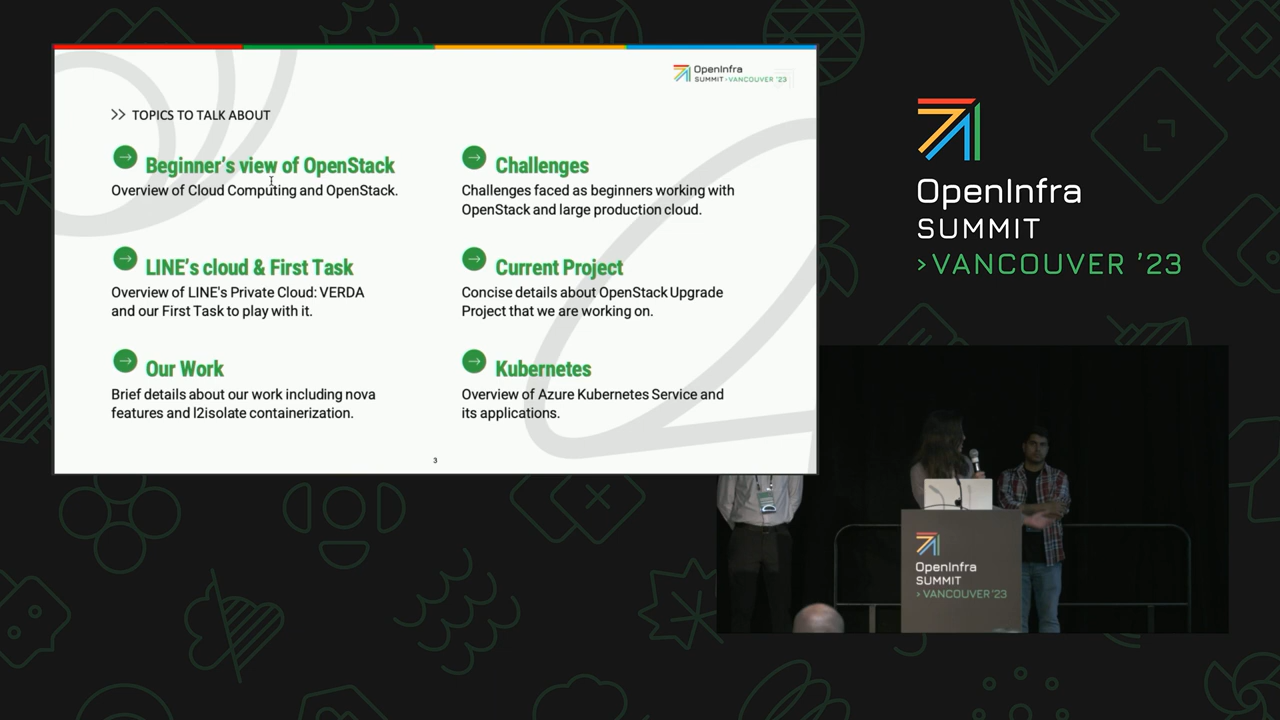 OpenInfra
SUMMIT >VANCOUVER '23
>> TOPICS TO TALK ABOUT
Beginner's view of OpenStack
Overview of Cloud Computing and OpenStack.
LINE's cloud & First Task
Overview of LINE's Private Cloud: VERDA
and our First Task to play with it.
Our Work
Brief details about our work including nova
features and l2isolate containerization.
Challenges
Challenges faced as beginners working with
OpenStack and large production cloud.
Current Project
Concise details about OpenStack Upgrade
Project that we are working on.
Kubernetes
Overview of Azure Kubernetes Service and
its applications.
3
OpenInfra
SUMMIT
>VANCOUVER '23
OpenInfra
SUMMIT
>VANCOUVER '23